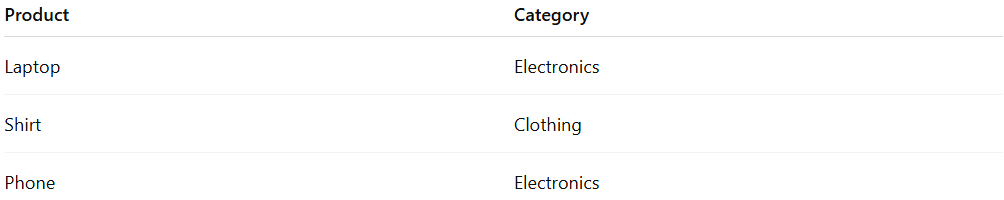 Product Category
Laptop Electronics
Shirt Clothing
Phone Electronics